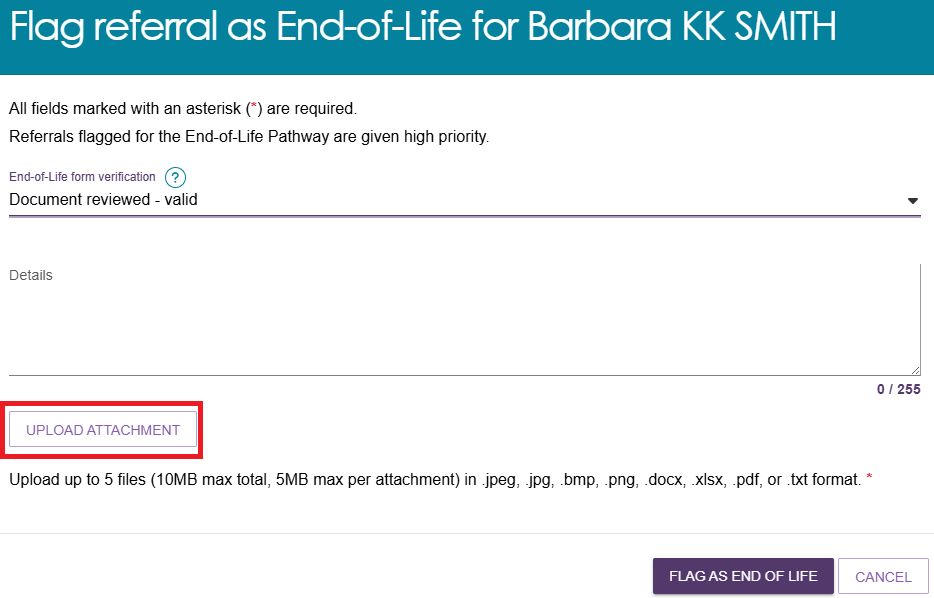 Flag referral as End-of-Life for Barbara KK SMITH
All fields marked with an asterisk (*) are required.
Referrals flagged for the End-of-Life Pathway are given high priority.
End-of-Life form verification ?
Document reviewed - valid
Details
0 / 255
UPLOAD ATTACHMENT
Upload up to 5 files (10MB max total, 5MB max per attachment) in .jpeg, .jpg, .bmp, .png, .docx, .xlsx, .pdf, or .txt format. *
FLAG AS END OF LIFE CANCEL